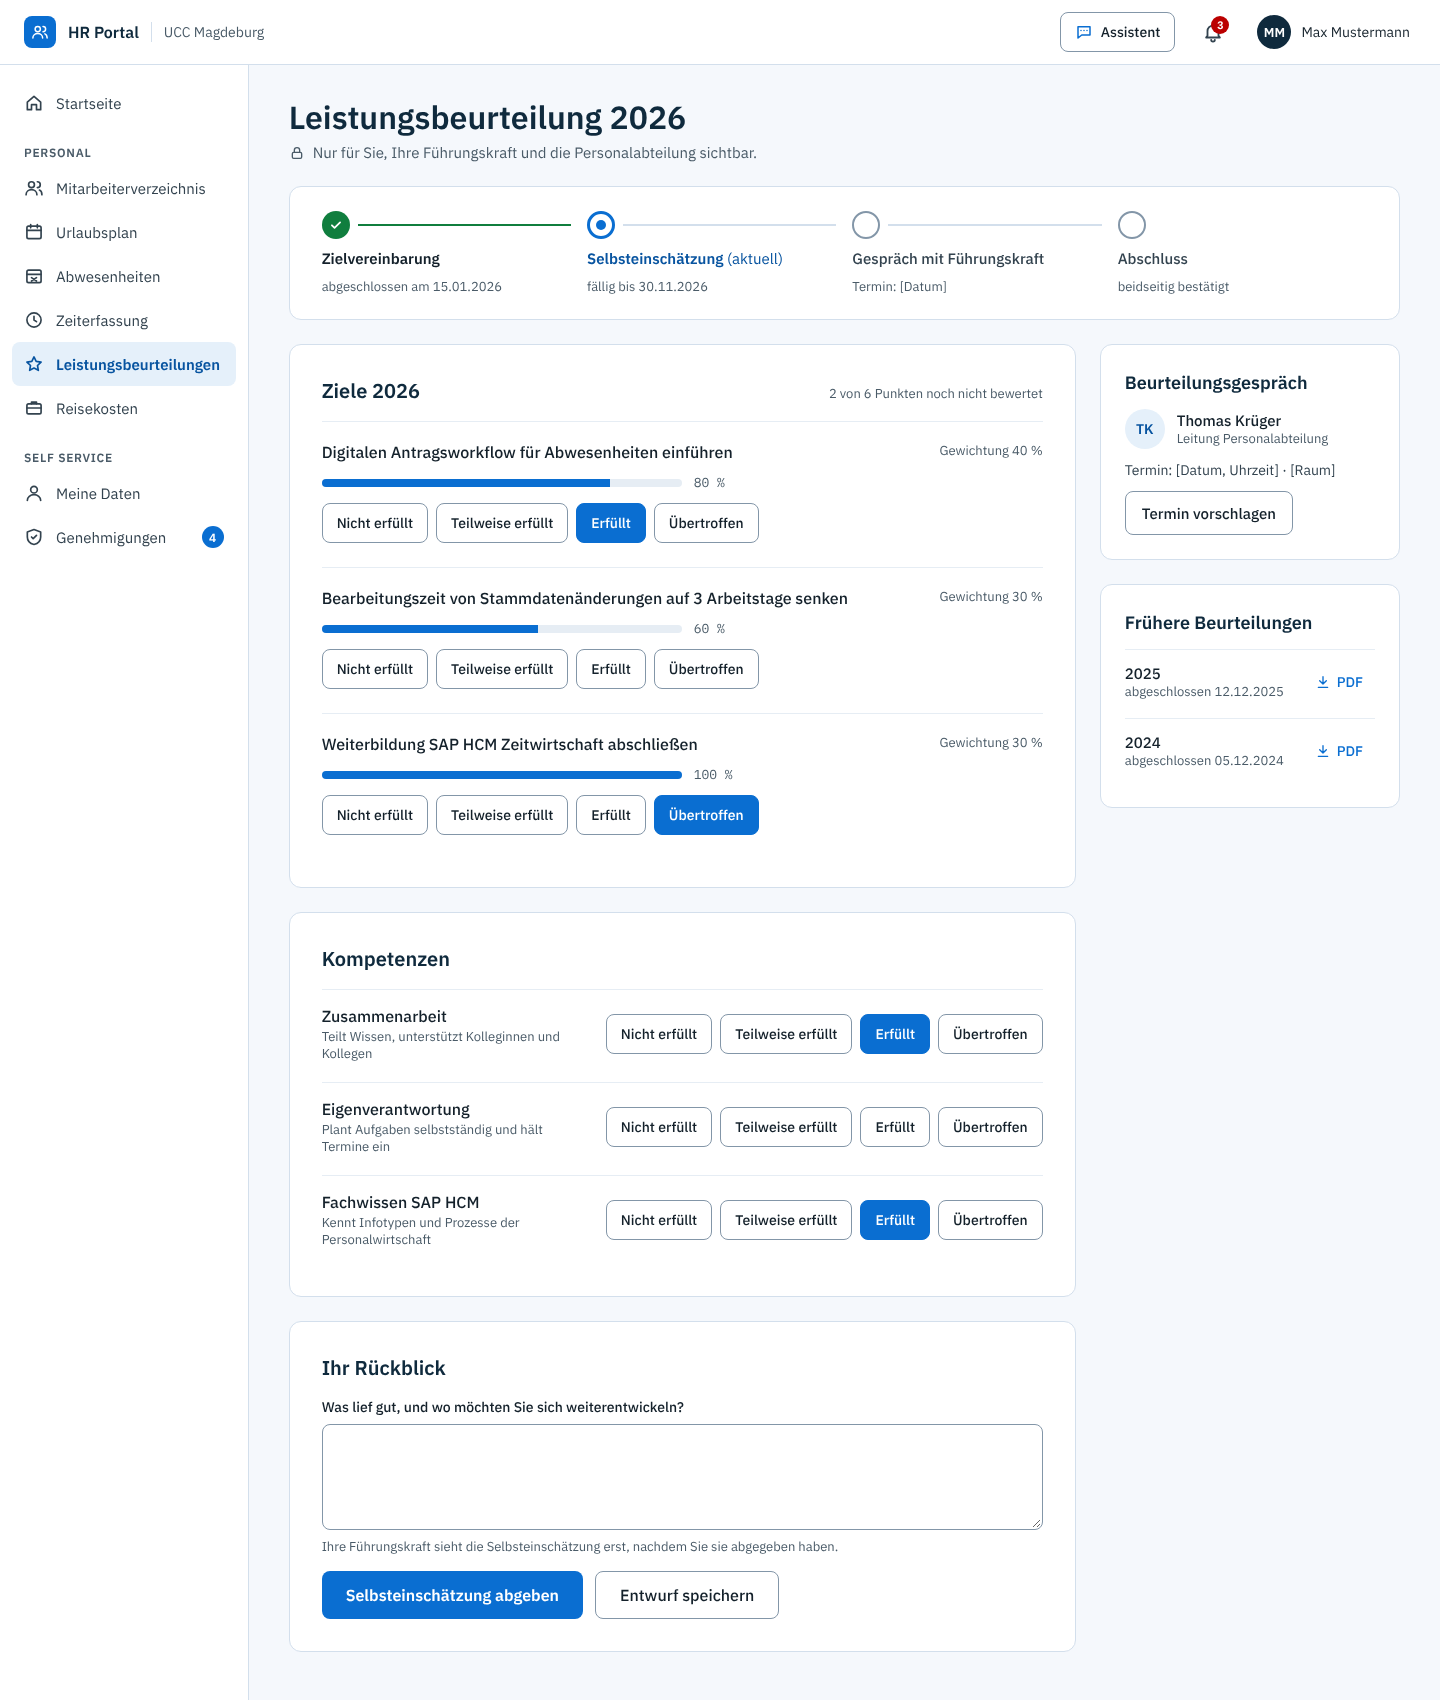 HR Portal
UCC Magdeburg
Assistent
3
MM
Max Mustermann
Startseite
PERSONAL
Mitarbeiterverzeichnis
Urlaubsplan
Abwesenheiten
Zeiterfassung
Leistungsbeurteilungen
Reisekosten
SELF SERVICE
Meine Daten
Genehmigungen
4
Leistungsbeurteilung 2026
Nur für Sie, Ihre Führungskraft und die Personalabteilung sichtbar.
Zielvereinbarung
abgeschlossen am 15.01.2026
Selbsteinschätzung (aktuell)
fällig bis 30.11.2026
Gespräch mit Führungskraft
Termin: [Datum]
Abschluss
beidseitig bestätigt
Ziele 2026
2 von 6 Punkten noch nicht bewertet
Digitalen Antragsworkflow für Abwesenheiten einführen
Gewichtung 40 %
80 %
Nicht erfüllt
Teilweise erfüllt
Erfüllt
Übertroffen
Bearbeitungszeit von Stammdatenänderungen auf 3 Arbeitstage senken
Gewichtung 30 %
60 %
Nicht erfüllt
Teilweise erfüllt
Erfüllt
Übertroffen
Weiterbildung SAP HCM Zeitwirtschaft abschließen
Gewichtung 30 %
100 %
Nicht erfüllt
Teilweise erfüllt
Erfüllt
Übertroffen
Kompetenzen
Zusammenarbeit
Teilt Wissen, unterstützt Kolleginnen und
Kollegen
Nicht erfüllt
Teilweise erfüllt
Erfüllt
Übertroffen
Eigenverantwortung
Plant Aufgaben selbstständig und hält
Termine ein
Nicht erfüllt
Teilweise erfüllt
Erfüllt
Übertroffen
Fachwissen SAP HCM
Kennt Infotypen und Prozesse der
Personalwirtschaft
Nicht erfüllt
Teilweise erfüllt
Erfüllt
Übertroffen
Ihr Rückblick
Was lief gut, und wo möchten Sie sich weiterentwickeln?
Ihre Führungskraft sieht die Selbsteinschätzung erst, nachdem Sie sie abgegeben haben.
Selbsteinschätzung abgeben
Entwurf speichern
Beurteilungsgespräch
TK
Thomas Krüger
Leitung Personalabteilung
Termin: [Datum, Uhrzeit] · [Raum]
Termin vorschlagen
Frühere Beurteilungen
2025
abgeschlossen 12.12.2025
PDF
2024
abgeschlossen 05.12.2024
PDF